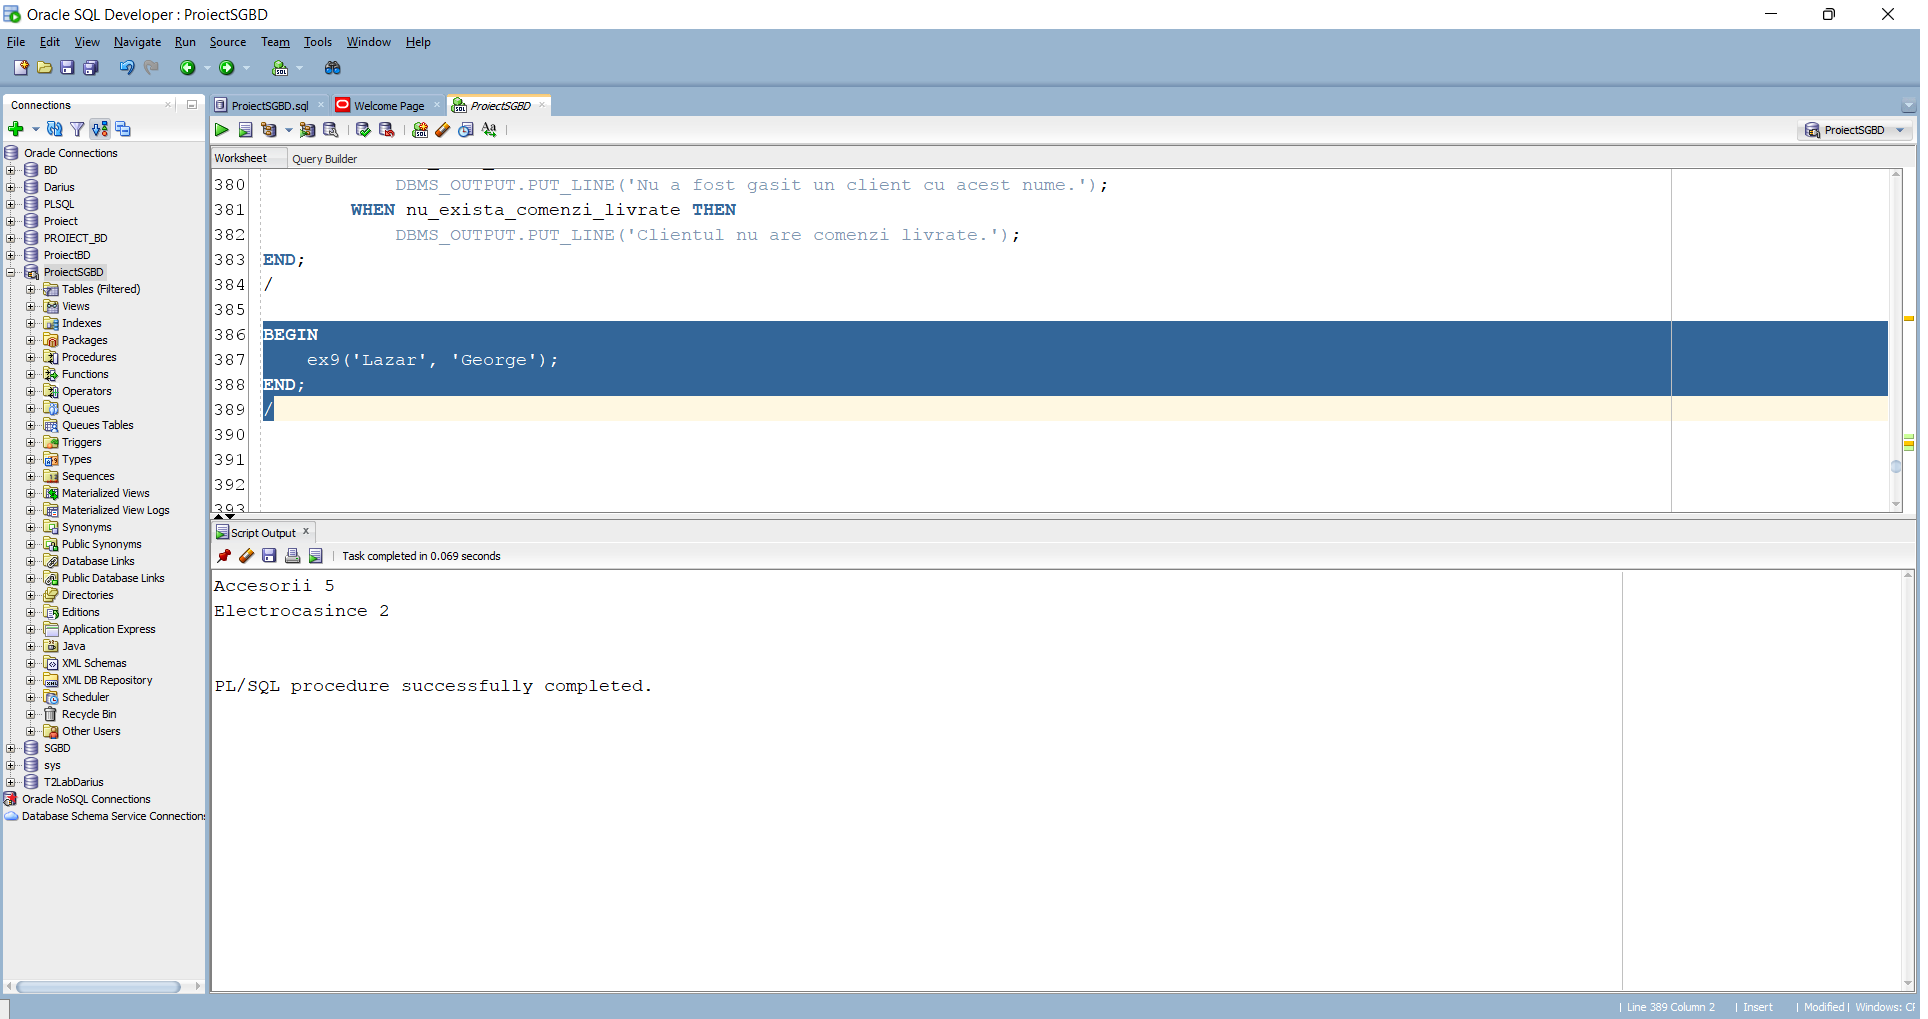 Oracle SQL Developer : ProiectSGBD
File Edit View Navigate Run Source Team Tools Window Help
Connections
ProiectSGBD.sql Welcome Page ProiectSGBD
ProiectSGBD
Worksheet Query Builder
Oracle Connections
BD
Darius
PLSQL
Proiect
PROIECT_BD
ProiectBD
ProiectSGBD
Tables (Filtered)
Views
Indexes
Packages
Procedures
Functions
Operators
Queues
Queues Tables
Triggers
Types
Sequences
Materialized Views
Materialized View Logs
Synonyms
Public Synonyms
Database Links
Public Database Links
Directories
Editions
Application Express
Java
XML Schemas
XML DB Repository
Scheduler
Recycle Bin
Other Users
SGBD
sys
T2LabDarius
Oracle NoSQL Connections
Database Schema Service Connections
380 DBMS_OUTPUT.PUT_LINE('Nu a fost gasit un client cu acest nume.');
381 WHEN nu_exista_comenzi_livrate THEN
382 DBMS_OUTPUT.PUT_LINE('Clientul nu are comenzi livrate.');
383 END;
384 /
385
386 BEGIN
387 ex9('Lazar', 'George');
388 END;
389 /
390
391
392
393
Script Output
Task completed in 0.069 seconds
Accesorii 5
Electrocasince 2
PL/SQL procedure successfully completed.
Line 389 Column 2 | Insert | Modified | Windows: